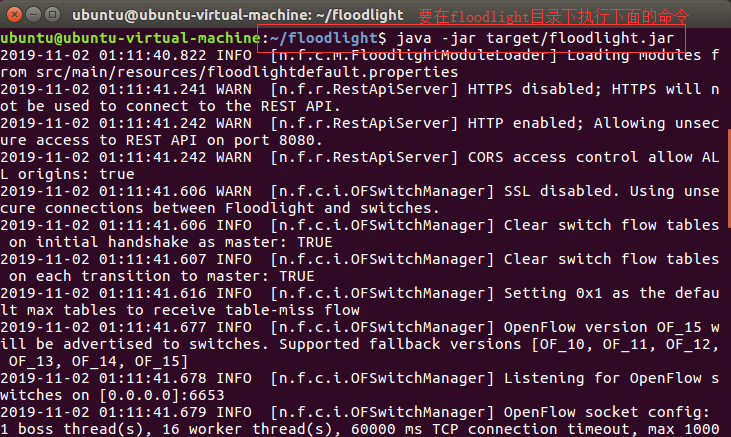 ubuntu@ubuntu-virtual-machine: ~/floodlight 要在floodlight目录下执行下面的命令
ubuntu@ubuntu-virtual-machine:~/floodlight$ java -jar target/floodlight.jar
2019-11-02 01:11:40.822 INFO  [n.f.c.M.FloodlightModuleLoader] Loading modules f
rom src/main/resources/floodlightdefault.properties
2019-11-02 01:11:41.241 WARN  [n.f.r.RestApiServer] HTTPS disabled; HTTPS will n
ot be used to connect to the REST API.
2019-11-02 01:11:41.242 WARN  [n.f.r.RestApiServer] HTTP enabled; Allowing unsec
ure access to REST API on port 8080.
2019-11-02 01:11:41.242 WARN  [n.f.r.RestApiServer] CORS access control allow AL
L origins: true
2019-11-02 01:11:41.606 WARN  [n.f.c.i.OFSwitchManager] SSL disabled. Using unse
cure connections between Floodlight and switches.
2019-11-02 01:11:41.606 INFO  [n.f.c.i.OFSwitchManager] Clear switch flow tables
 on initial handshake as master: TRUE
2019-11-02 01:11:41.607 INFO  [n.f.c.i.OFSwitchManager] Clear switch flow tables
 on each transition to master: TRUE
2019-11-02 01:11:41.616 INFO  [n.f.c.i.OFSwitchManager] Setting 0x1 as the defau
lt max tables to receive table-miss flow
2019-11-02 01:11:41.677 INFO  [n.f.c.i.OFSwitchManager] OpenFlow version OF_15 w
ill be advertised to switches. Supported fallback versions [OF_10, OF_11, OF_12,
 OF_13, OF_14, OF_15]
2019-11-02 01:11:41.678 INFO  [n.f.c.i.OFSwitchManager] Listening for OpenFlow s
witches on [0.0.0.0]:6653
2019-11-02 01:11:41.679 INFO  [n.f.c.i.OFSwitchManager] OpenFlow socket config:
1 boss thread(s), 16 worker thread(s), 60000 ms TCP connection timeout, max 1000